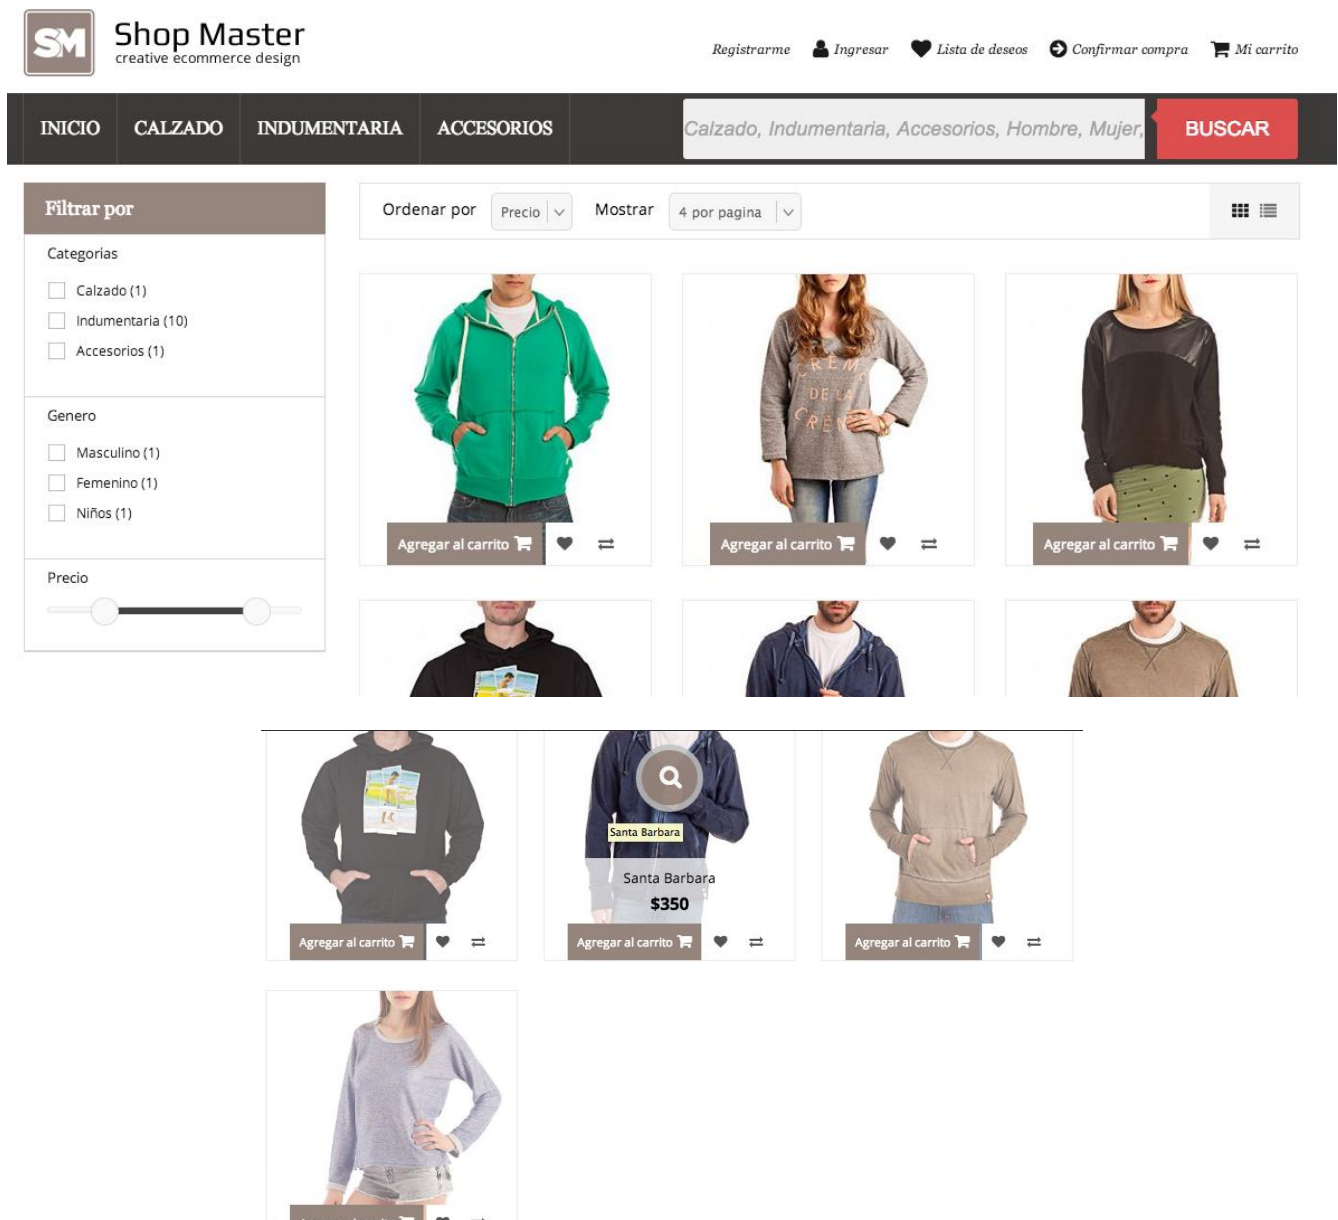 SM
Shop Master
creative ecommerce design
Registrarme Ingresar Lista de deseos Confirmar compra Mi carrito
INICIO CALZADO INDUMENTARIA ACCESORIOS Calzado, Indumentaria, Accesorios, Hombre, Mujer, BUSCAR
Filtrar por
Categorias
Calzado (1)
Indumentaria (10)
Accesorios (1)
Genero
Masculino (1)
Femenino (1)
Niños (1)
Precio
Ordenar por Precio Mostrar 4 por pagina
CRÈME
DE LA
CRÈME
Agregar al carrito Agregar al carrito Agregar al carrito
Santa Barbara
Santa Barbara
$350
Agregar al carrito Agregar al carrito Agregar al carrito